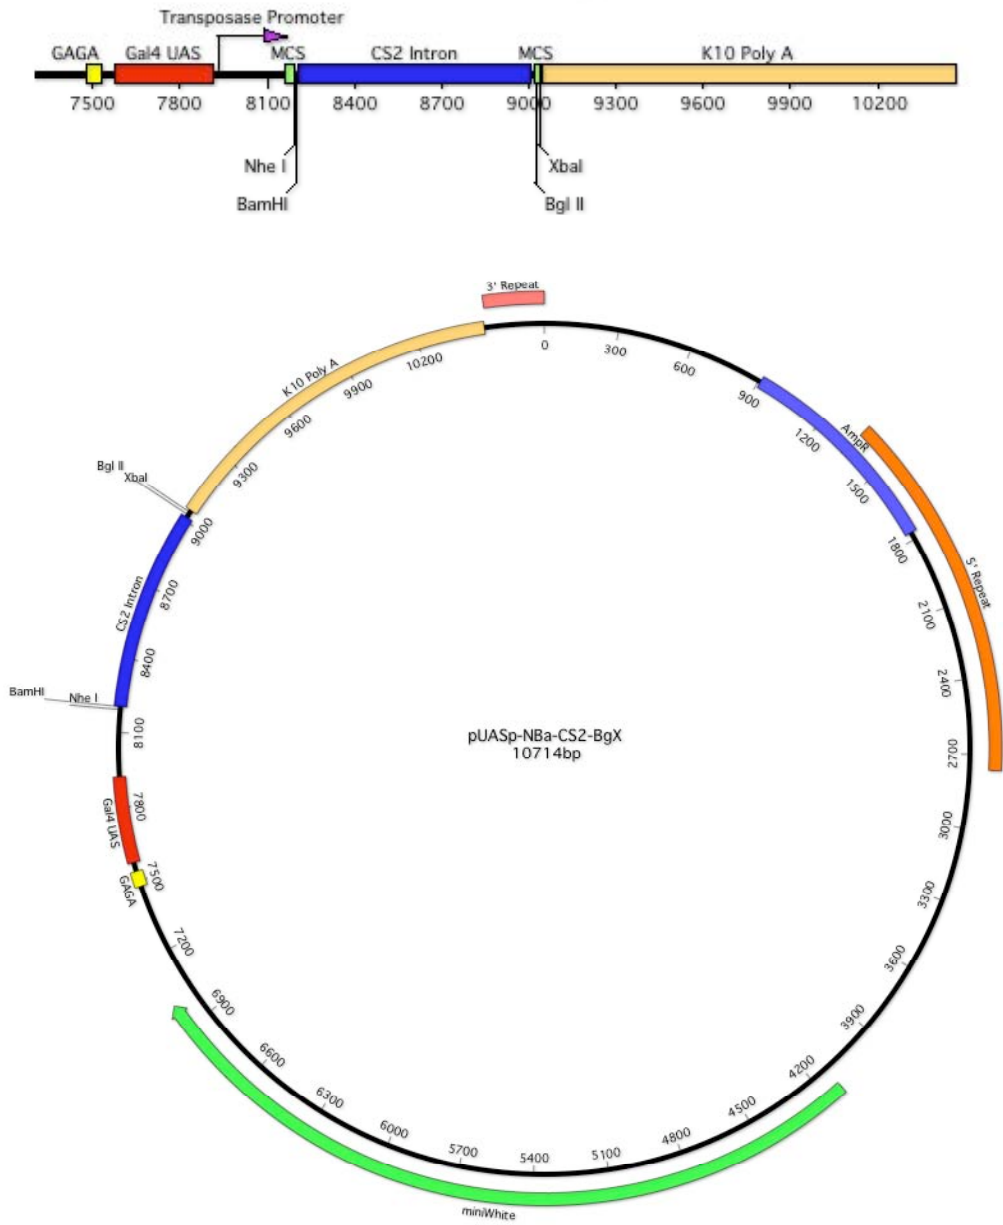 Transposase Promoter
GAGA Gal4 UAS MCS CS2 Intron MCS K10 Poly A
7500 7800 8100 8400 8700 9000 9300 9600 9900 10200
Nhe I XbaI
BamHI Bgl II
3' Repeat
0
300
600
900
1200
1500
1800
2100
2400
2700
3000
3300
3600
3900
4200
4500
4800
5100
5400
5700
6000
6300
6600
6900
7200
7500
7800
8100
8400
8700
9000
9300
9600
9900
10200
AmpR
5' Repeat
miniWhite
GAGA
Gal4 UAS
BamHI Nhe I
CS2 Intron
Bgl II
XbaI
K10 Poly A
pUASp-NBa-CS2-BgX
10714bp